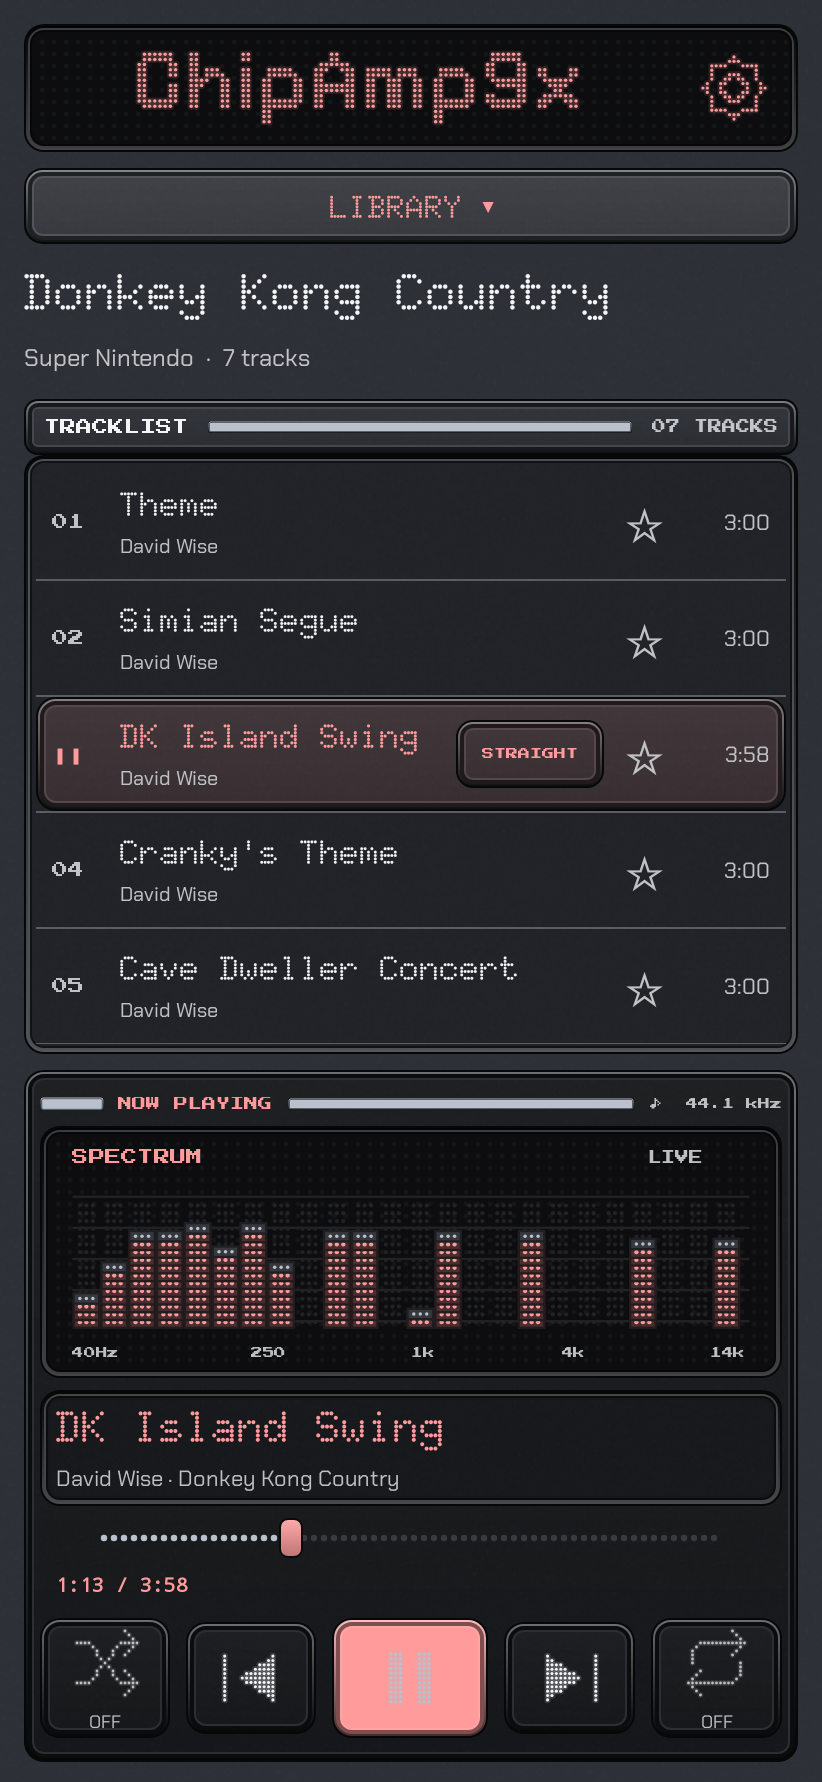 ChipAmp9x
LIBRARY ▼
Donkey Kong Country
Super Nintendo · 7 tracks
TRACKLIST 07 TRACKS
01 Theme 3:00
David Wise
02 Simian Segue 3:00
David Wise
DK Island Swing STRAIGHT 3:58
David Wise
04 Cranky's Theme 3:00
David Wise
05 Cave Dweller Concert 3:00
David Wise
NOW PLAYING ♪ 44.1 kHz
SPECTRUM LIVE
40Hz 250 1k 4k 14k
DK Island Swing
David Wise · Donkey Kong Country
1:13 / 3:58
OFF OFF